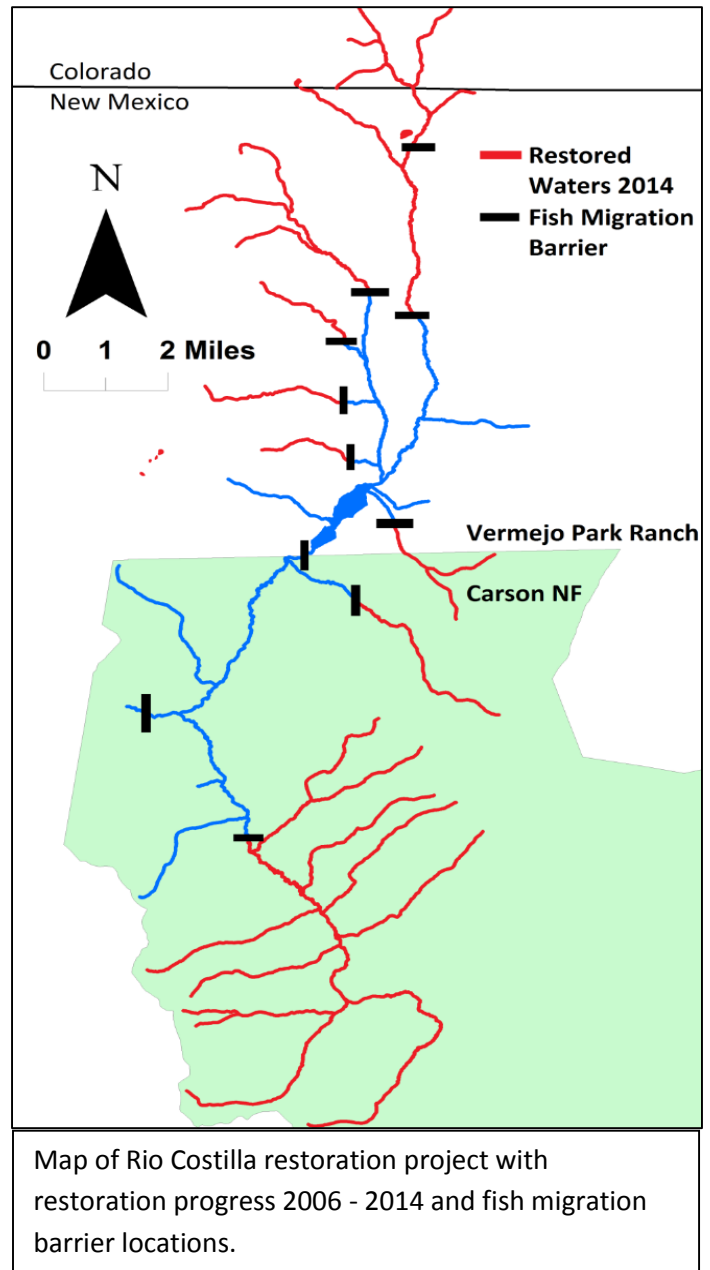 Colorado
New Mexico
N
Restored
Waters 2014
Fish Migration
Barrier
0 1 2 Miles
Vermejo Park Ranch
Carson NF
Map of Rio Costilla restoration project with
restoration progress 2006 - 2014 and fish migration
barrier locations.